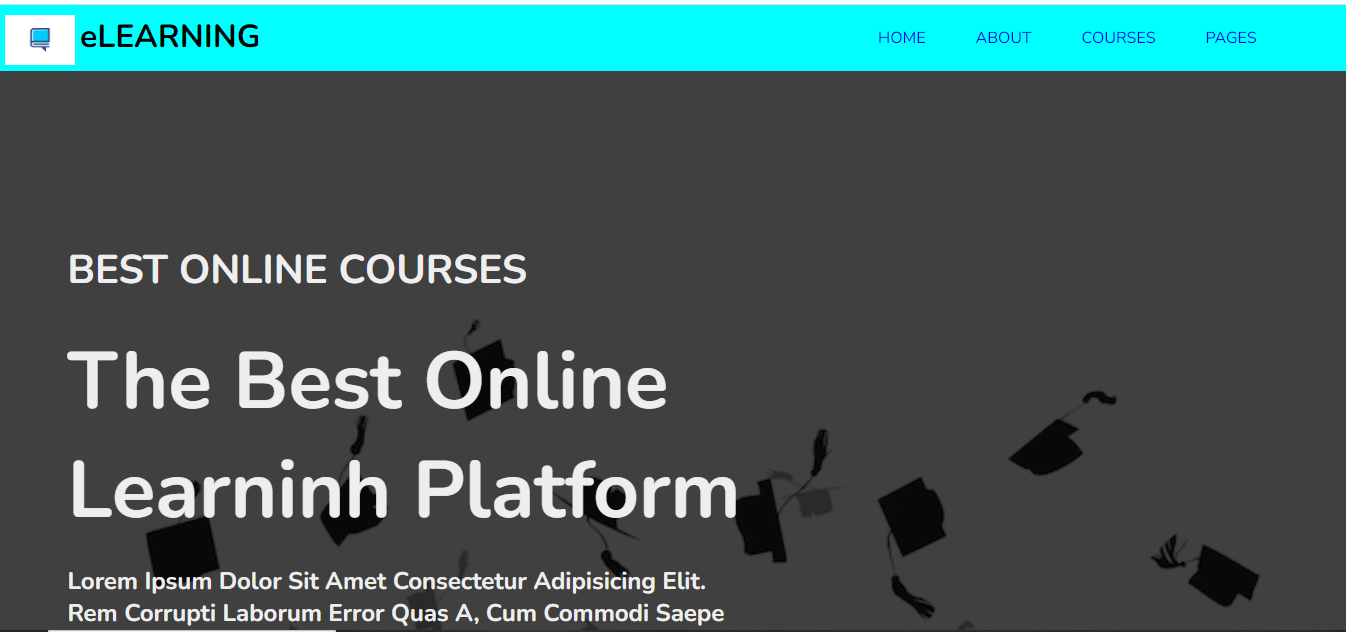 eLEARNING
HOME ABOUT COURSES PAGES
BEST ONLINE COURSES
The Best Online
Learninh Platform
Lorem Ipsum Dolor Sit Amet Consectetur Adipisicing Elit.
Rem Corrupti Laborum Error Quas A, Cum Commodi Saepe